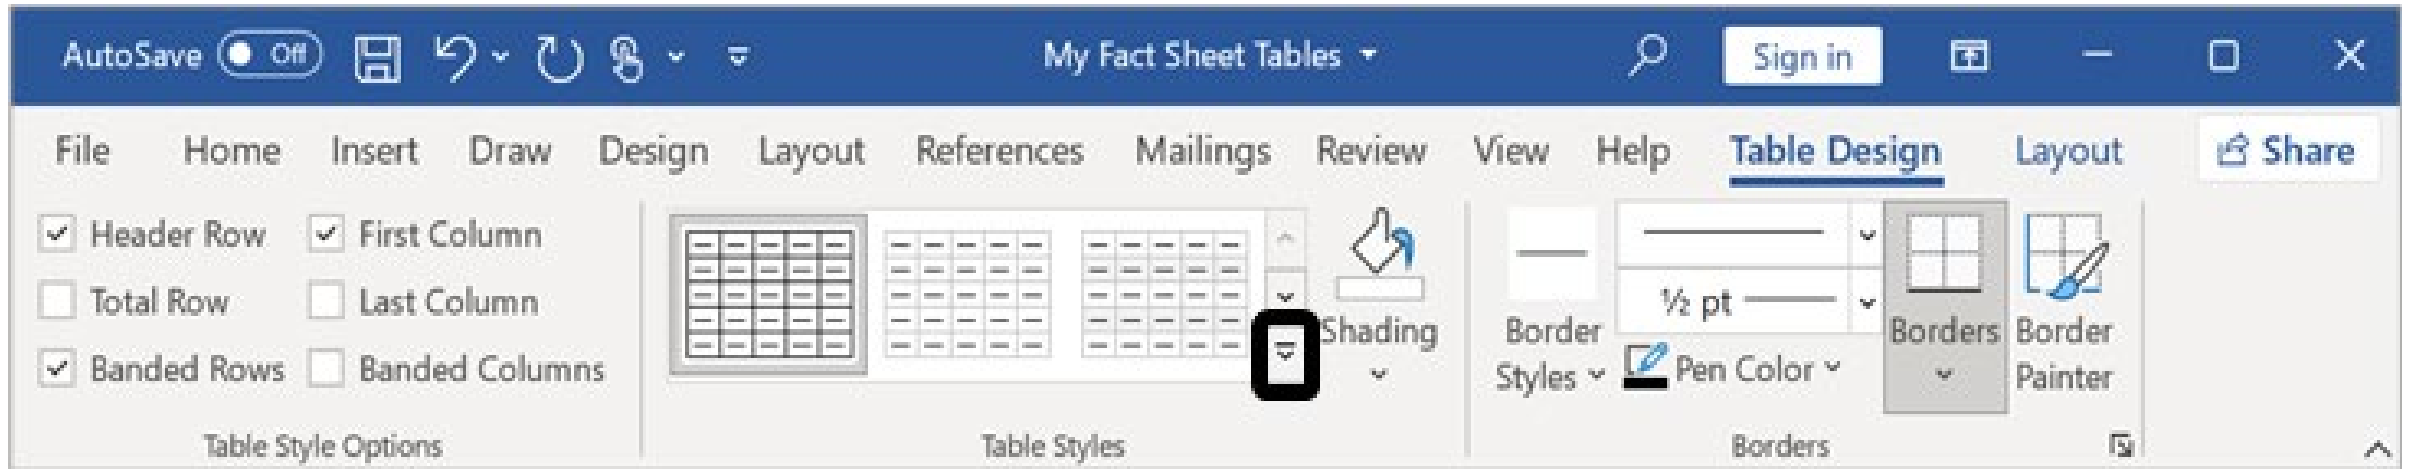 AutoSave Off My Fact Sheet Tables Sign in
File Home Insert Draw Design Layout References Mailings Review View Help Table Design Layout Share
Header Row First Column
Total Row Last Column
Banded Rows Banded Columns
Table Style Options
Shading
Table Styles
Border
Styles
½ pt
Pen Color
Borders
Border
Painter
Borders